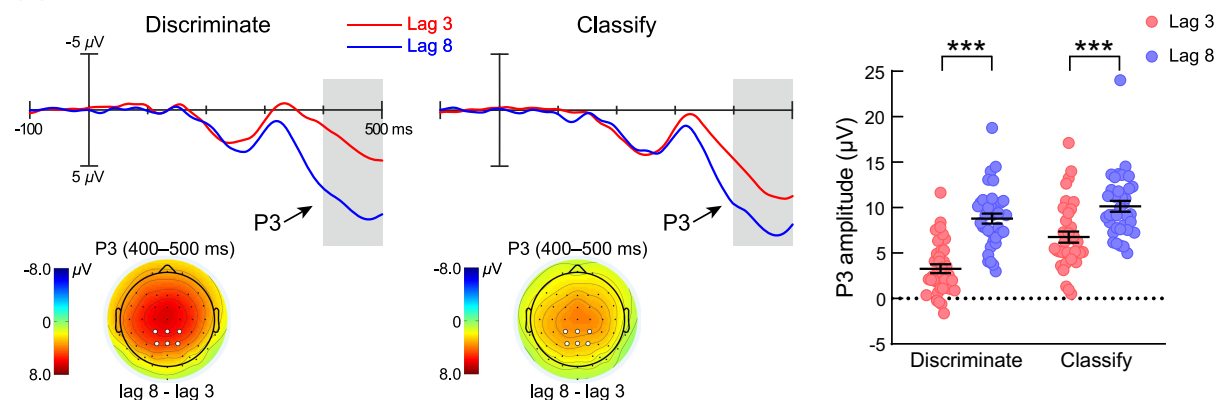 Discriminate
Lag 3
Lag 8
-5 µV
-100
500 ms
5 µV
P3
Classify
P3
P3 (400–500 ms)
-8.0
µV
0
8.0
lag 8 - lag 3
P3 (400–500 ms)
-8.0
µV
0
8.0
lag 8 - lag 3
Lag 3
Lag 8
***
***
P3 amplitude (µV)
25
20
15
10
5
0
-5
Discriminate
Classify